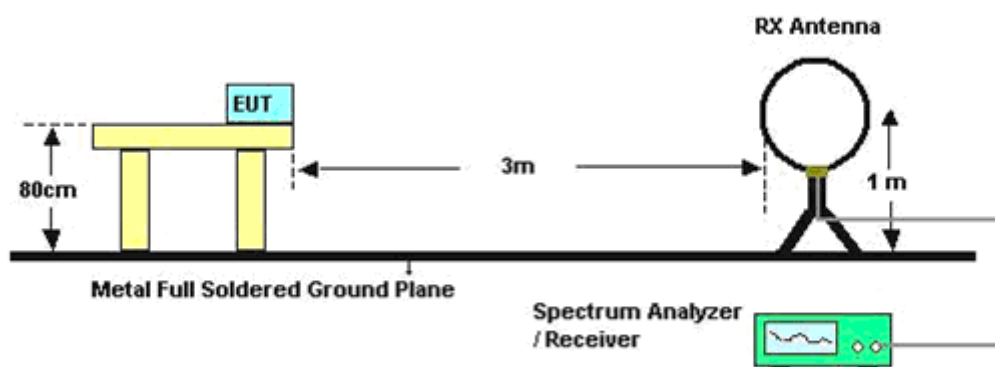 RX Antenna
EUT
80cm
3m
1 m
Metal Full Soldered Ground Plane
Spectrum Analyzer
/ Receiver